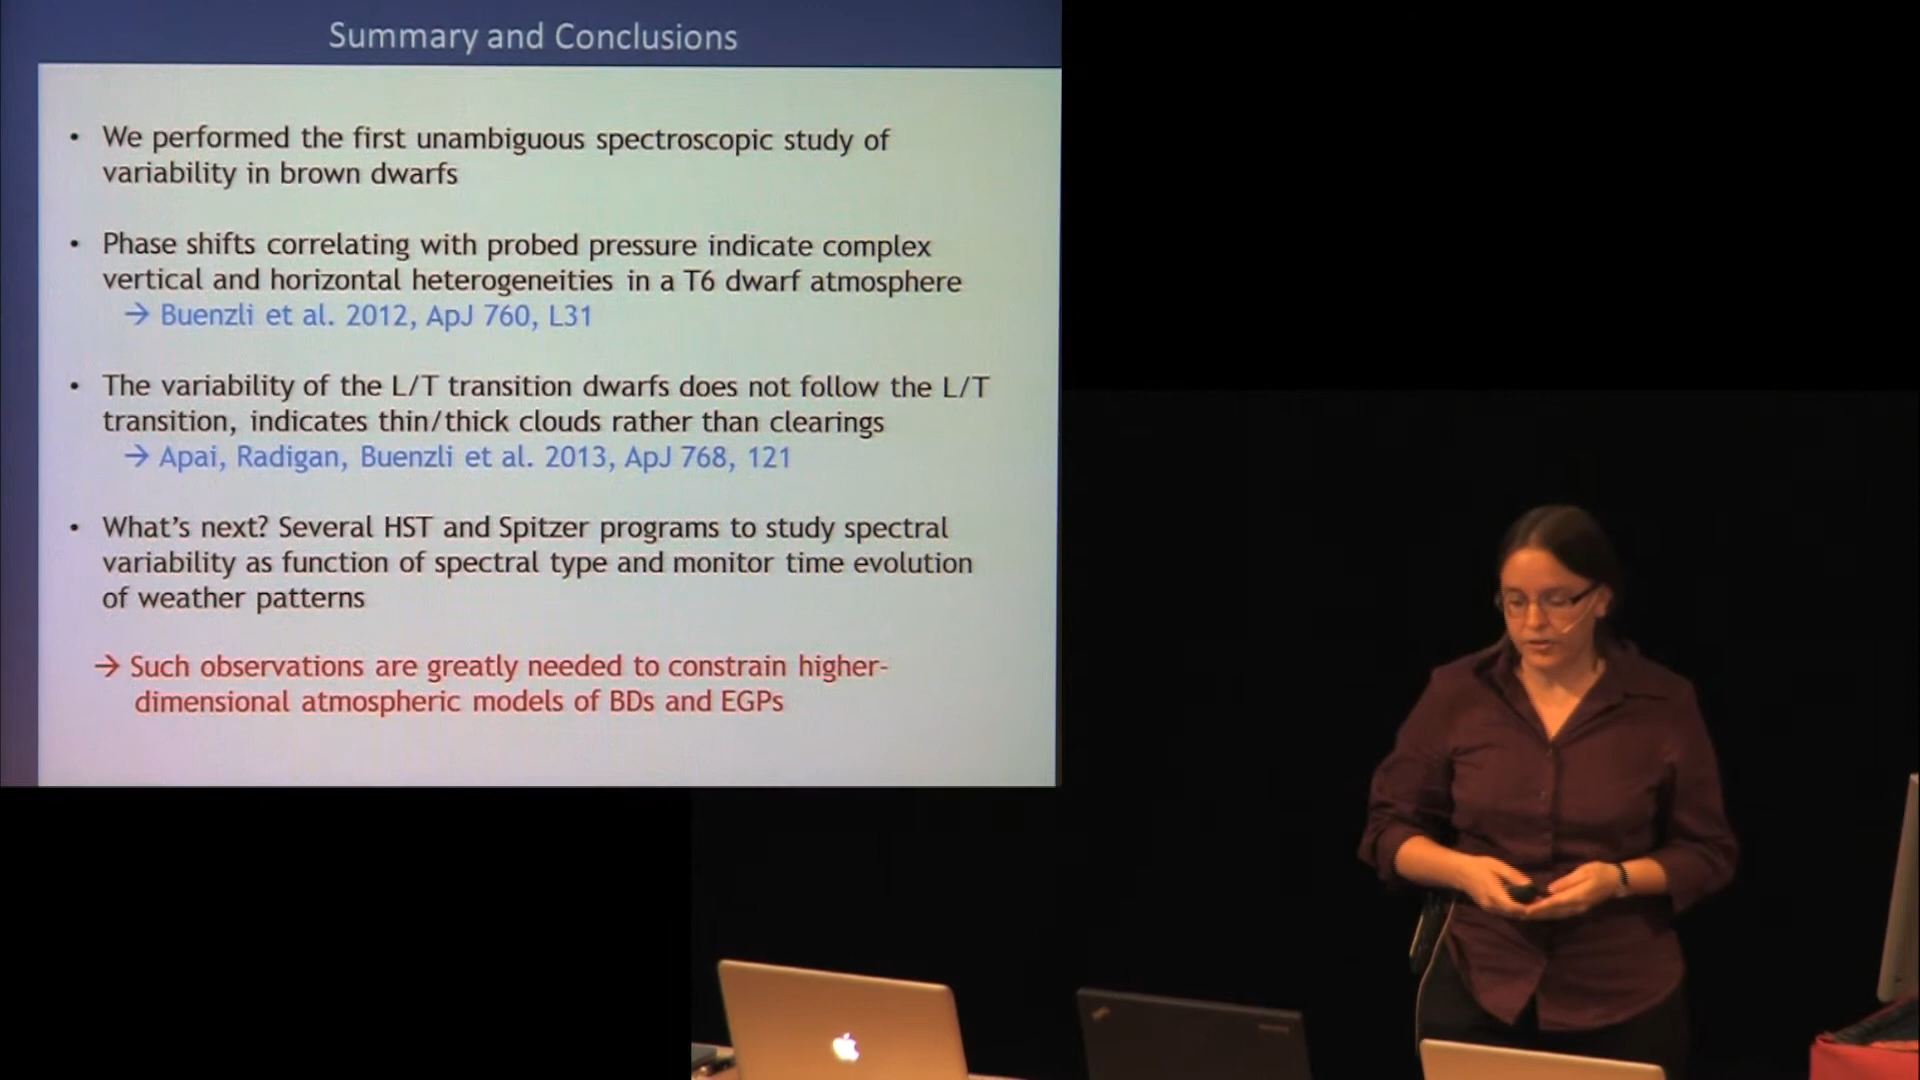 Summary and Conclusions
• We performed the first unambiguous spectroscopic study of
variability in brown dwarfs
• Phase shifts correlating with probed pressure indicate complex
vertical and horizontal heterogeneities in a T6 dwarf atmosphere
→ Buenzli et al. 2012, ApJ 760, L31
• The variability of the L/T transition dwarfs does not follow the L/T
transition, indicates thin/thick clouds rather than clearings
→ Apai, Radigan, Buenzli et al. 2013, ApJ 768, 121
• What’s next? Several HST and Spitzer programs to study spectral
variability as function of spectral type and monitor time evolution
of weather patterns
→ Such observations are greatly needed to constrain higher-
dimensional atmospheric models of BDs and EGPs